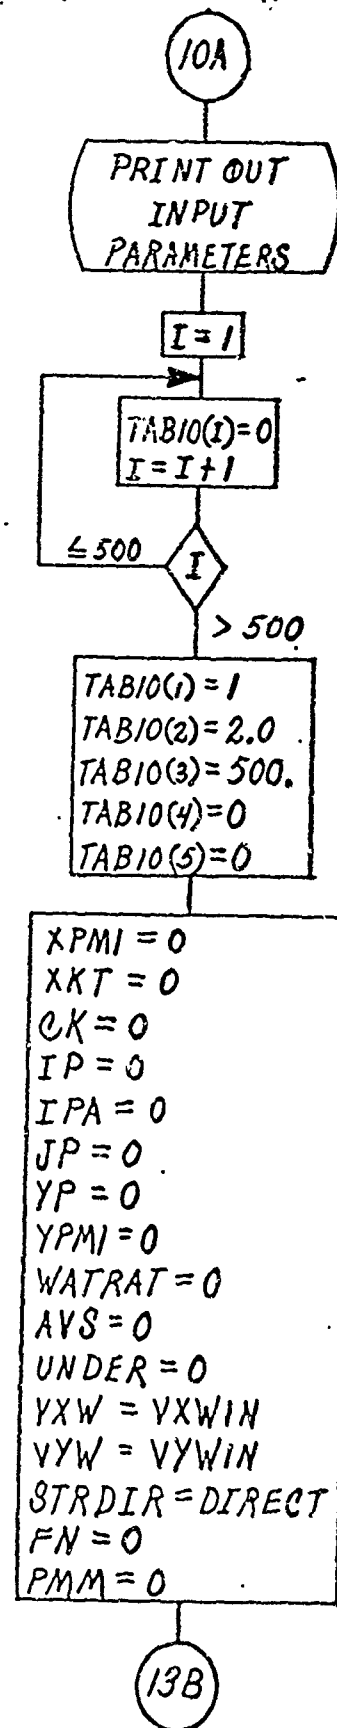 10A
PRINT OUT
INPUT
PARAMETERS
I = 1
TAB10(I)=0
I=I+1
≤500
I
> 500
TAB10(1)=1
TAB10(2)=2.0
TAB10(3)=500.
TAB10(4)=0
TAB10(5)=0
XPM1=0
XKT=0
CK=0
IP=0
IPA=0
JP=0
YP=0
YPM1=0
WATRAT=0
AVS=0
UNDER=0
VXW=VXWIN
VYW=VYWIN
STRDIR=DIRECT
FN=0
PMM=0
13B